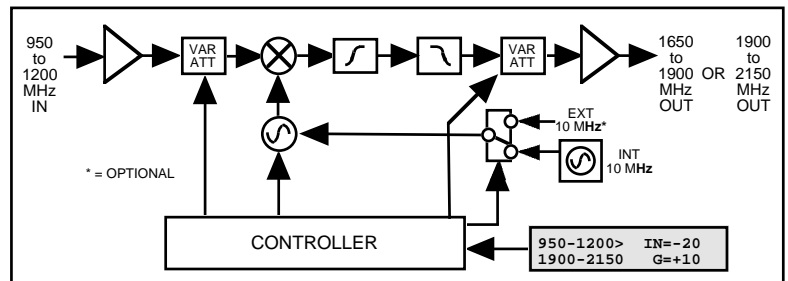 950
to
1200
MHz
IN
VAR
ATT
VAR
ATT
1650
to
1900
MHz
OUT
OR
1900
to
2150
MHz
OUT
EXT
10 MHz*
INT
10 MHz
* = OPTIONAL
CONTROLLER
950-1200> IN=-20
1900-2150 G=+10